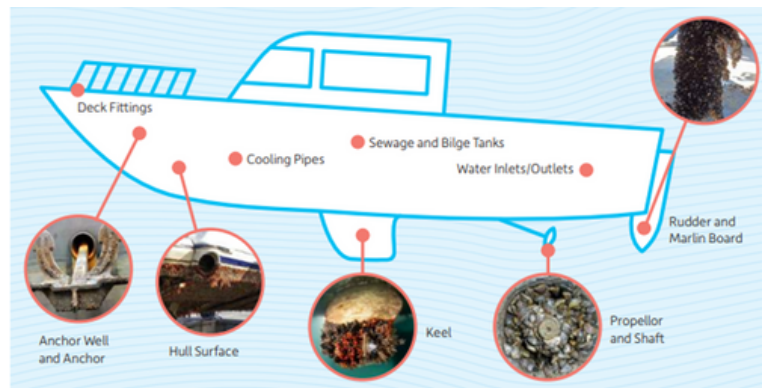 Deck Fittings
Cooling Pipes
Sewage and Bilge Tanks
Water Inlets/Outlets
Rudder and
Marlin Board
Anchor Well
and Anchor
Hull Surface
Keel
Propellor
and Shaft